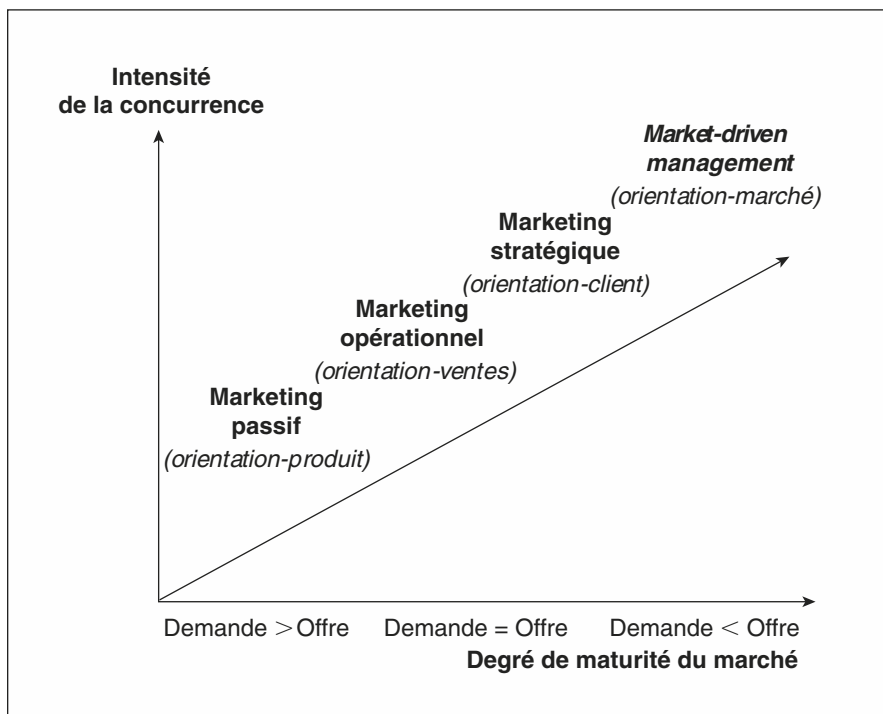 Intensité
de la concurrence
Market-driven
management
(orientation-marché)
Marketing
stratégique
(orientation-client)
Marketing
opérationnel
(orientation-ventes)
Marketing
passif
(orientation-produit)
Demande > Offre Demande = Offre Demande < Offre
Degré de maturité du marché